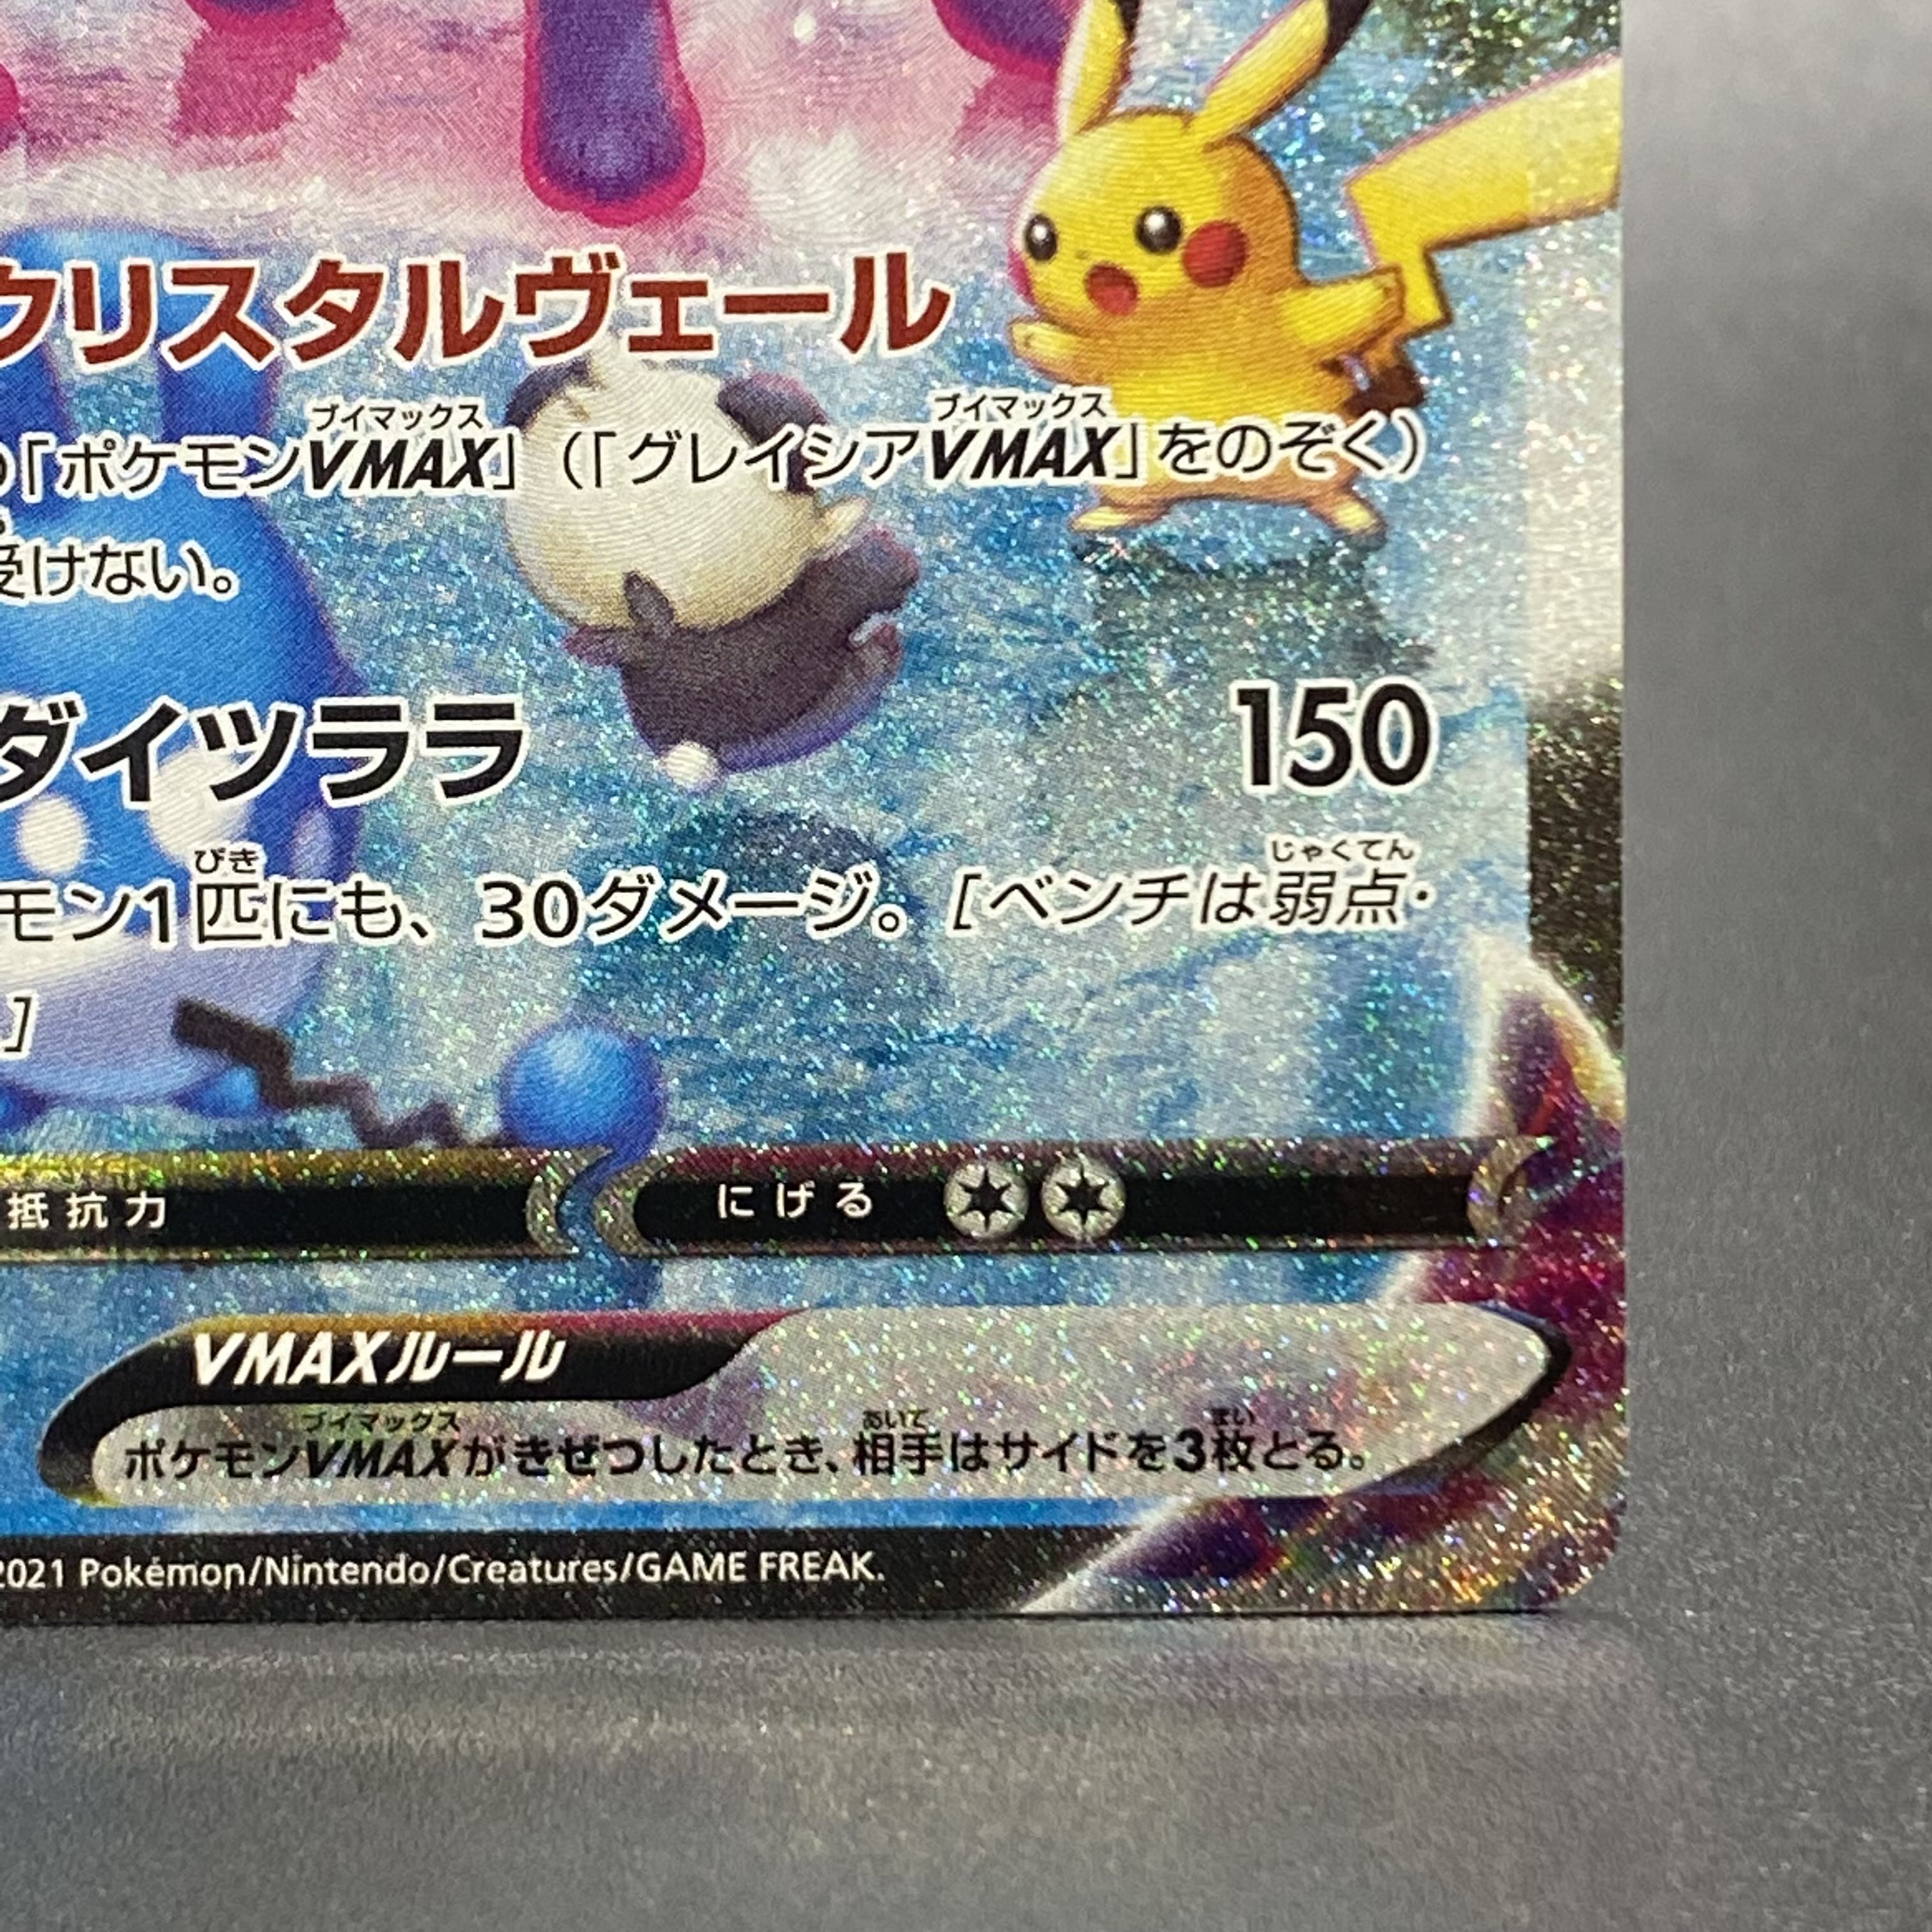 クリスタルヴェール
ブイマックス ブイマックス
の「ポケモンVMAX」(「グレイシアVMAX」をのぞく)
受けない。
ダイツララ 150
びき じゃくてん
モン1匹にも、30ダメージ。[ベンチは弱点・
]
抵抗力 にげる
VMAXルール
ブイマックス あいて まい
ポケモンVMAXがきぜつしたとき、相手はサイドを3枚とる。
2021 Pokémon/Nintendo/Creatures/GAME FREAK.